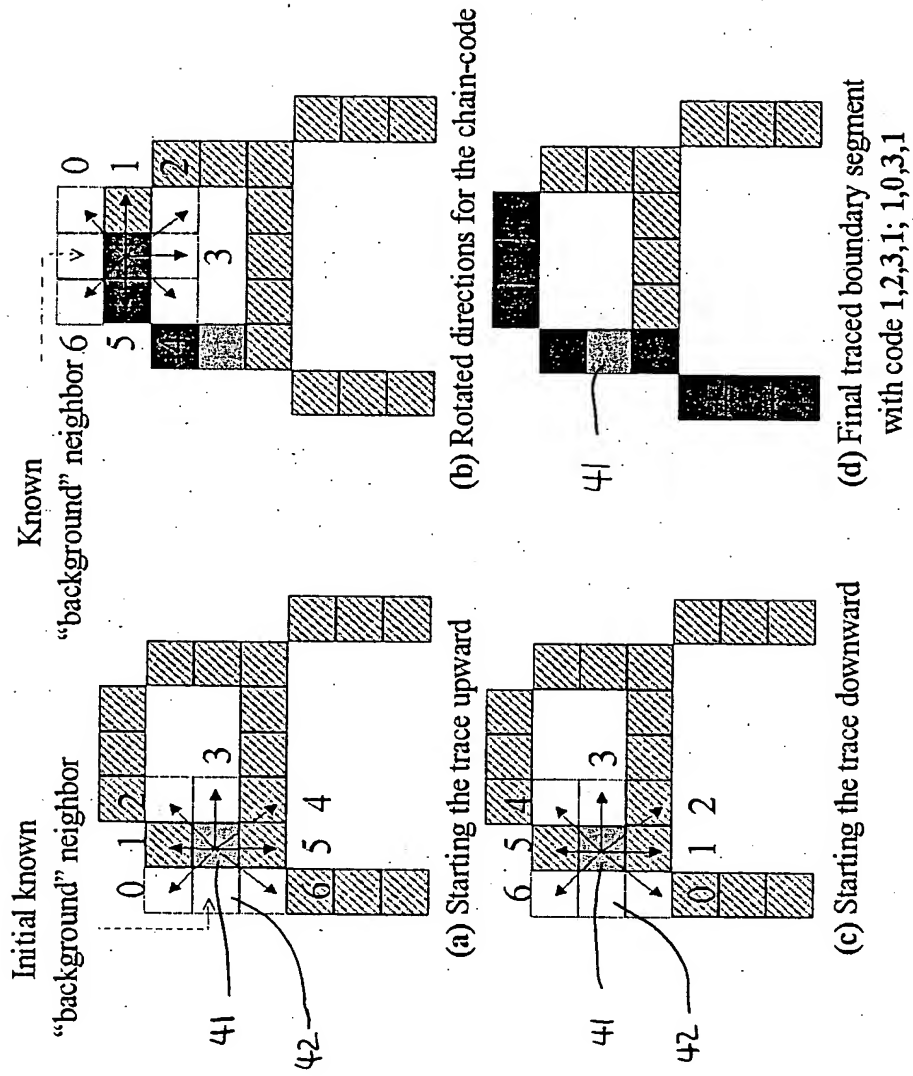 Initial known
"background" neighbor
0
1
2
3
4
5
6
41
42
(a) Starting the trace upward
Known
"background" neighbor
6
0
5
1
4
2
3
(b) Rotated directions for the chain-code
6
5
4
3
0
1
2
41
42
(c) Starting the trace downward
41
(d) Final traced boundary segment
with code 1,2,3,1; 1,0,3,1